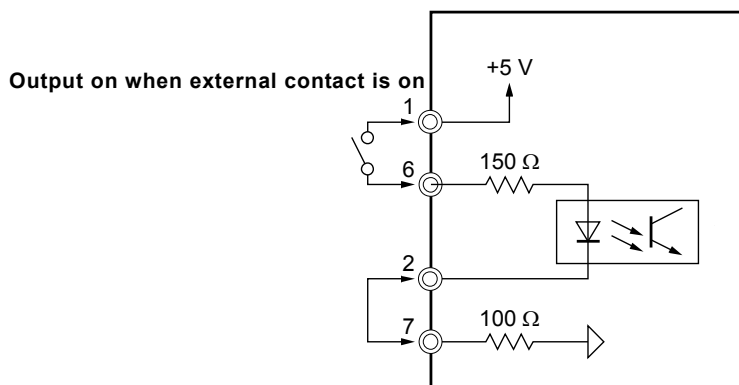 +5 V
Output on when external contact is on
1
6
150 Ω
2
7
100 Ω